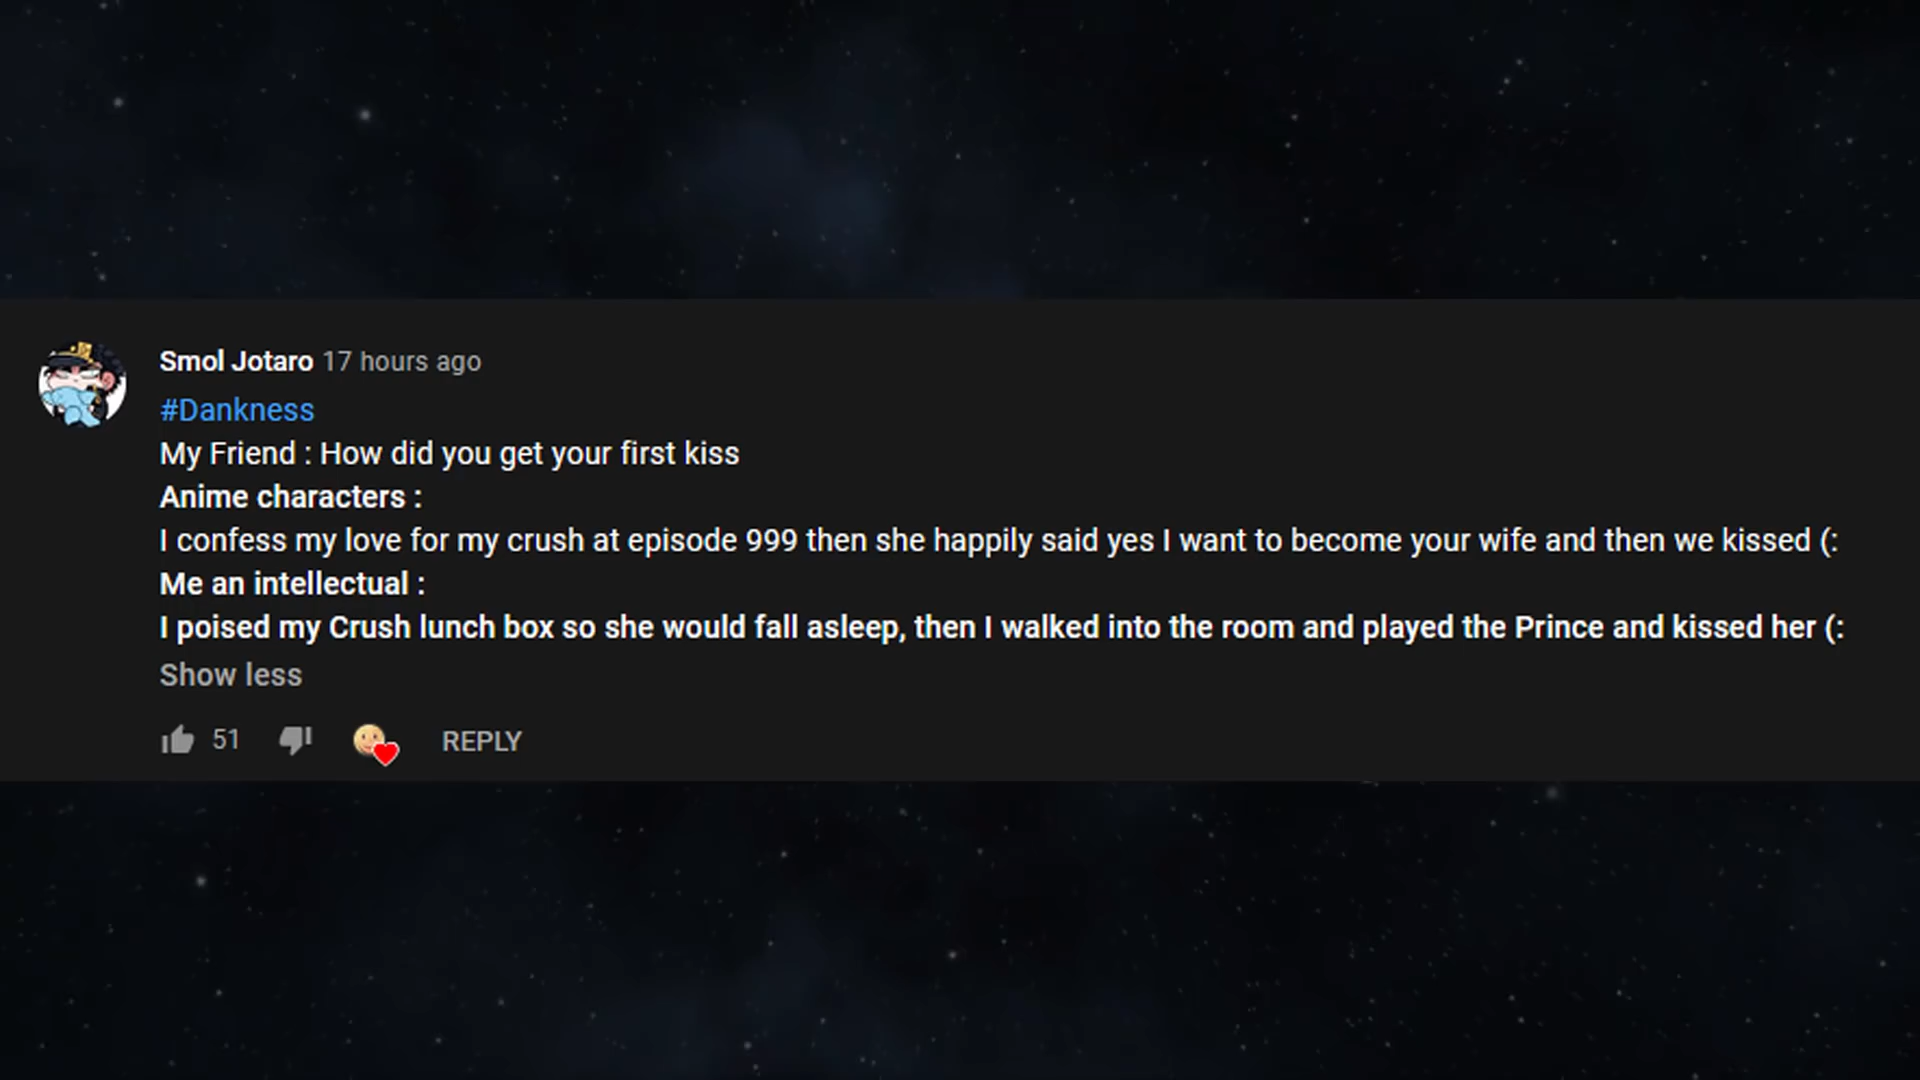 Smol Jotaro 17 hours ago
#Dankness
My Friend : How did you get your first kiss
Anime characters :
I confess my love for my crush at episode 999 then she happily said yes I want to become your wife and then we kissed (:
Me an intellectual :
I poised my Crush lunch box so she would fall asleep, then I walked into the room and played the Prince and kissed her (:
Show less
51 REPLY